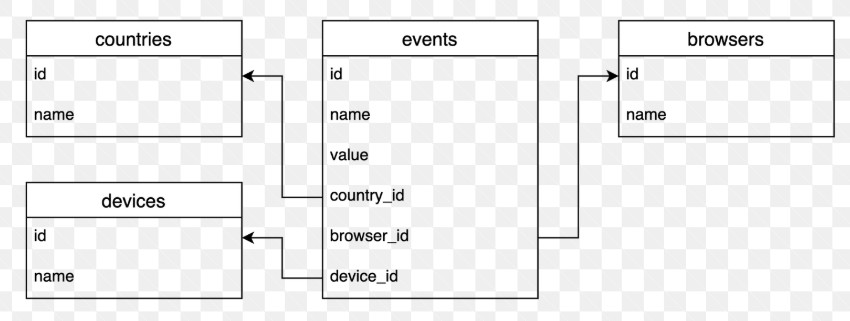 countries
id
name
devices
id
name
events
id
name
value
country_id
browser_id
device_id
browsers
id
name